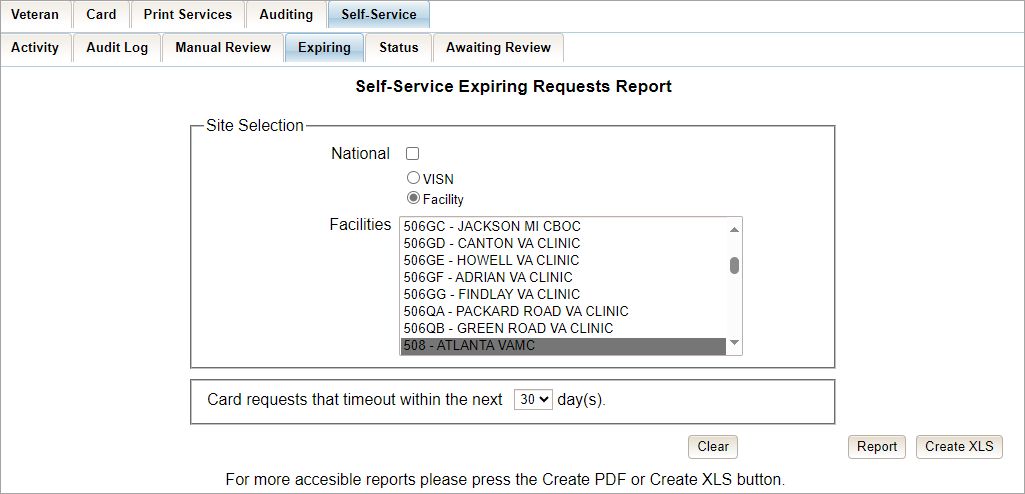 Veteran Card Print Services Auditing Self-Service
Activity Audit Log Manual Review Expiring Status Awaiting Review
Self-Service Expiring Requests Report
Site Selection
National
VISN
Facility
Facilities
506GC - JACKSON MI CBOC
506GD - CANTON VA CLINIC
506GE - HOWELL VA CLINIC
506GF - ADRIAN VA CLINIC
506GG - FINDLAY VA CLINIC
506QA - PACKARD ROAD VA CLINIC
506QB - GREEN ROAD VA CLINIC
508 - ATLANTA VAMC
Card requests that timeout within the next 30 day(s).
Clear Report Create XLS
For more accesible reports please press the Create PDF or Create XLS button.